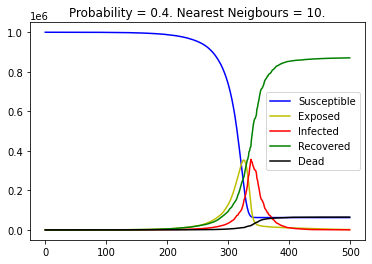 Probability = 0.4. Nearest Neigbours = 10.
1e6
1.0
0.8
0.6
0.4
0.2
0.0
Susceptible
Exposed
Infected
Recovered
Dead
0 100 200 300 400 500